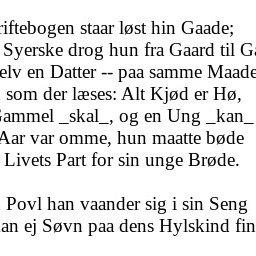 riftebogen staar løst hin Gaade;
Syerske drog hun fra Gaard til G
elv en Datter -- paa samme Maade
som der læses: Alt Kjød er Hø,
Gammel _skal_, og en Ung _kan_
Aar var omme, hun maatte bøde
Livets Part for sin unge Brøde.
Povl han vaander sig i sin Seng
an ej Søvn paa dens Hylskind fin